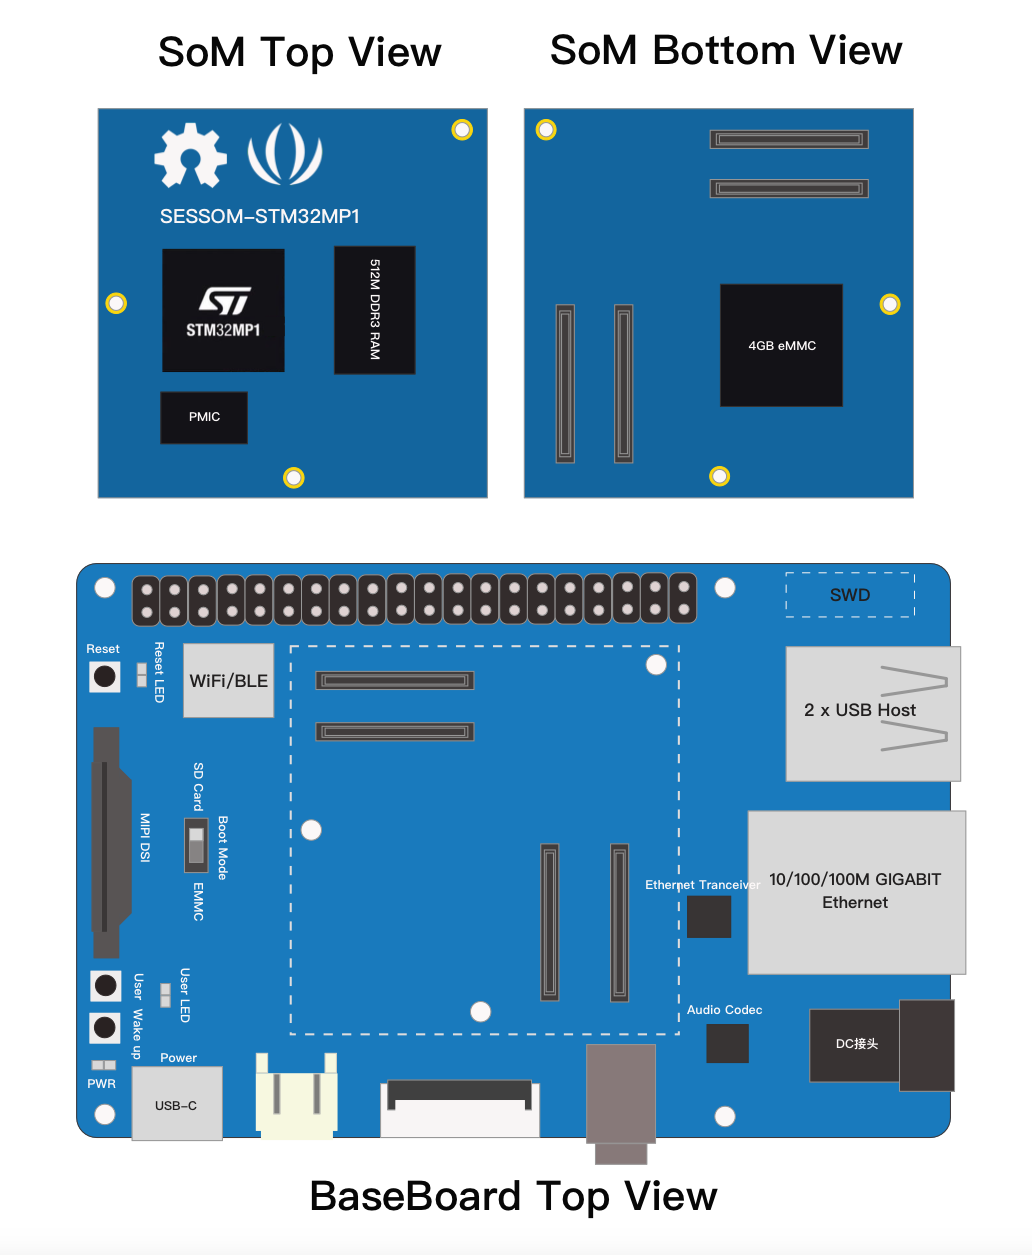 SoM Top View
SoM Bottom View
SESSOM-STM32MP1
ST
STM32MP1
512M DDR3 RAM
PMIC
4GB eMMC
SWD
Reset
Reset LED
WiFi/BLE
2 x USB Host
SD Card
Boot Mode
EMMC
MIPI DSI
Ethernet Tranceiver
10/100/100M GIGABIT
Ethernet
User
User LED
Wake up
Audio Codec
DC接头
Power
PWR
USB-C
BaseBoard Top View